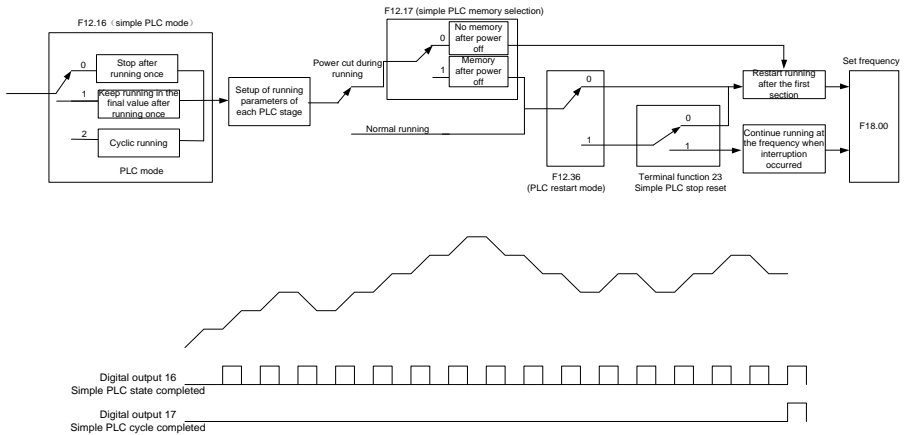 F12.16（simple PLC mode）
F12.17 (simple PLC memory selection)
0
Stop after
running once
1
Keep running in the
final value after
running once
2
Cyclic running
PLC mode
Setup of running
parameters of
each PLC stage
Power cut during
running
0
No memory
after power
off
1
Memory
after power
off
Normal running
0
1
F12.36
(PLC restart mode)
0
1
Terminal function 23
Simple PLC stop reset
Restart running
after the first
section
Continue running at
the frequency when
interruption
occurred
Set frequency
F18.00
Digital output 16
Simple PLC state completed
Digital output 17
Simple PLC cycle completed